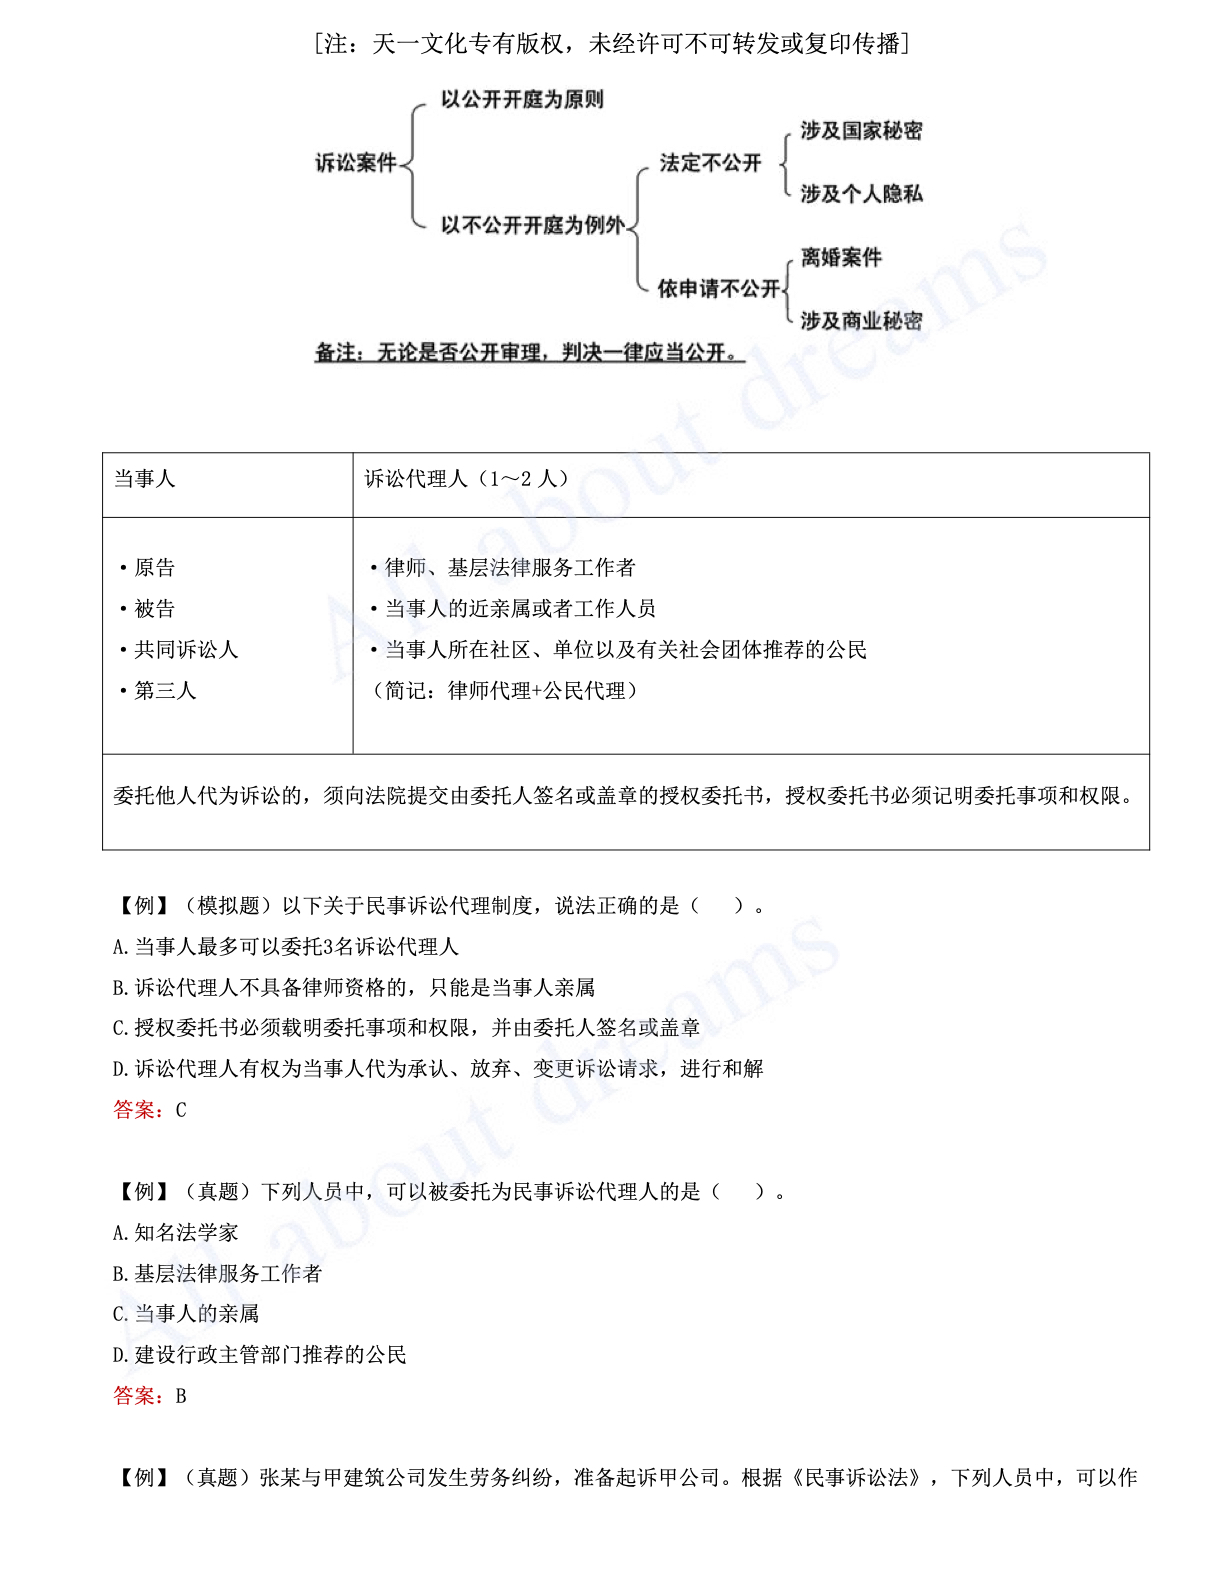 [注：天一文化专有版权，未经许可不可转发或复印传播]
以公开开庭为原则
涉及国家秘密
诉讼案件
法定不公开
涉及个人隐私
以不公开开庭为例外
离婚案件
依申请不公开
涉及商业秘密
备注：无论是否公开审理，判决一律应当公开。
当事人
诉讼代理人（1～2 人）
·原告
·律师、基层法律服务工作者
·被告
·当事人的近亲属或者工作人员
·共同诉讼人
·当事人所在社区、单位以及有关社会团体推荐的公民
·第三人
（简记：律师代理+公民代理）
委托他人代为诉讼的，须向法院提交由委托人签名或盖章的授权委托书，授权委托书必须记明委托事项和权限。
【例】（模拟题）以下关于民事诉讼代理制度，说法正确的是（ ）。
A.当事人最多可以委托3名诉讼代理人
B.诉讼代理人不具备律师资格的，只能是当事人亲属
C.授权委托书必须载明委托事项和权限，并由委托人签名或盖章
D.诉讼代理人有权为当事人代为承认、放弃、变更诉讼请求，进行和解
答案：C
【例】（真题）下列人员中，可以被委托为民事诉讼代理人的是（ ）。
A.知名法学家
B.基层法律服务工作者
C.当事人的亲属
D.建设行政主管部门推荐的公民
答案：B
【例】（真题）张某与甲建筑公司发生劳务纠纷，准备起诉甲公司。根据《民事诉讼法》，下列人员中，可以作
All about dreams
All about dreams